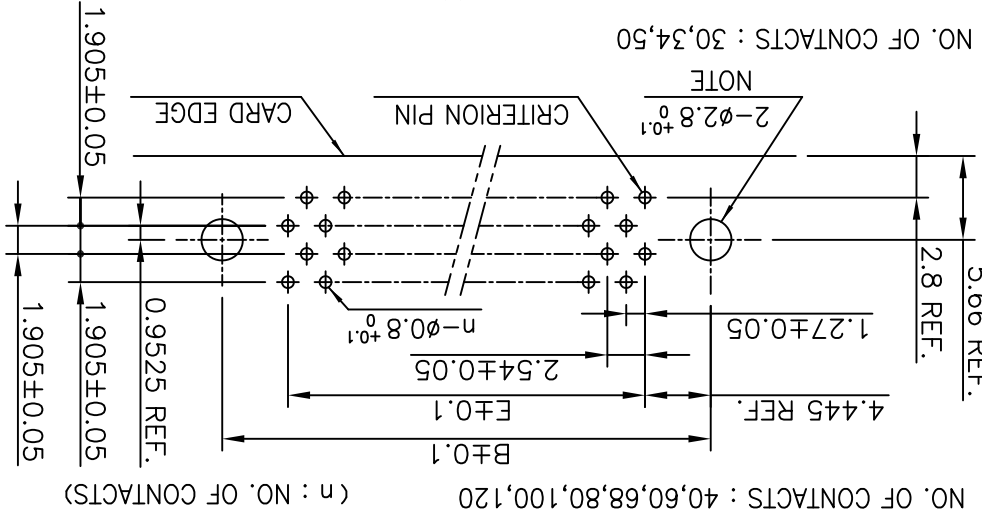 NO. OF CONTACTS : 40,60,68,80,100,120
(n : NO. OF CONTACTS)
B±0.1
E±0.1
4.445 REF.
2.54±0.05
1.27±0.05
n-ø0.8 +0.1 0
1.905±0.05
1.905±0.05
0.9525 REF.
1.905±0.05
2.8 REF.
5.66 REF.
2-ø2.8 +0.1 0
NOTE
CRITERION PIN
CARD EDGE
NO. OF CONTACTS : 30,34,50